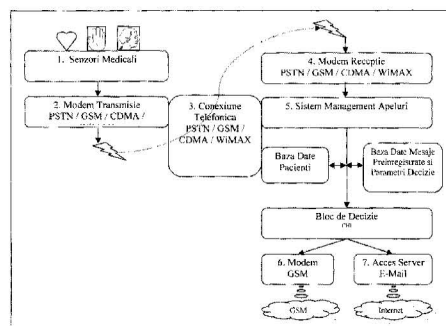 1. Senzori Medicali
2. Modem Transmisie
PSTN / GSM / CDMA /
3. Conexiune
Telefonica
PSTN / GSM /
CDMA / WiMAX
4. Modem Receptie
PSTN / GSM / CDMA / WiMAX
5. Sistem Management Apeluri
Baza Date
Pacienti
Baza Date Mesaje
Preinregistrate si
Parametri Decizie
Bloc de Decizie
6. Modem
GSM
7. Acces Server
E-Mail
GSM
Internet